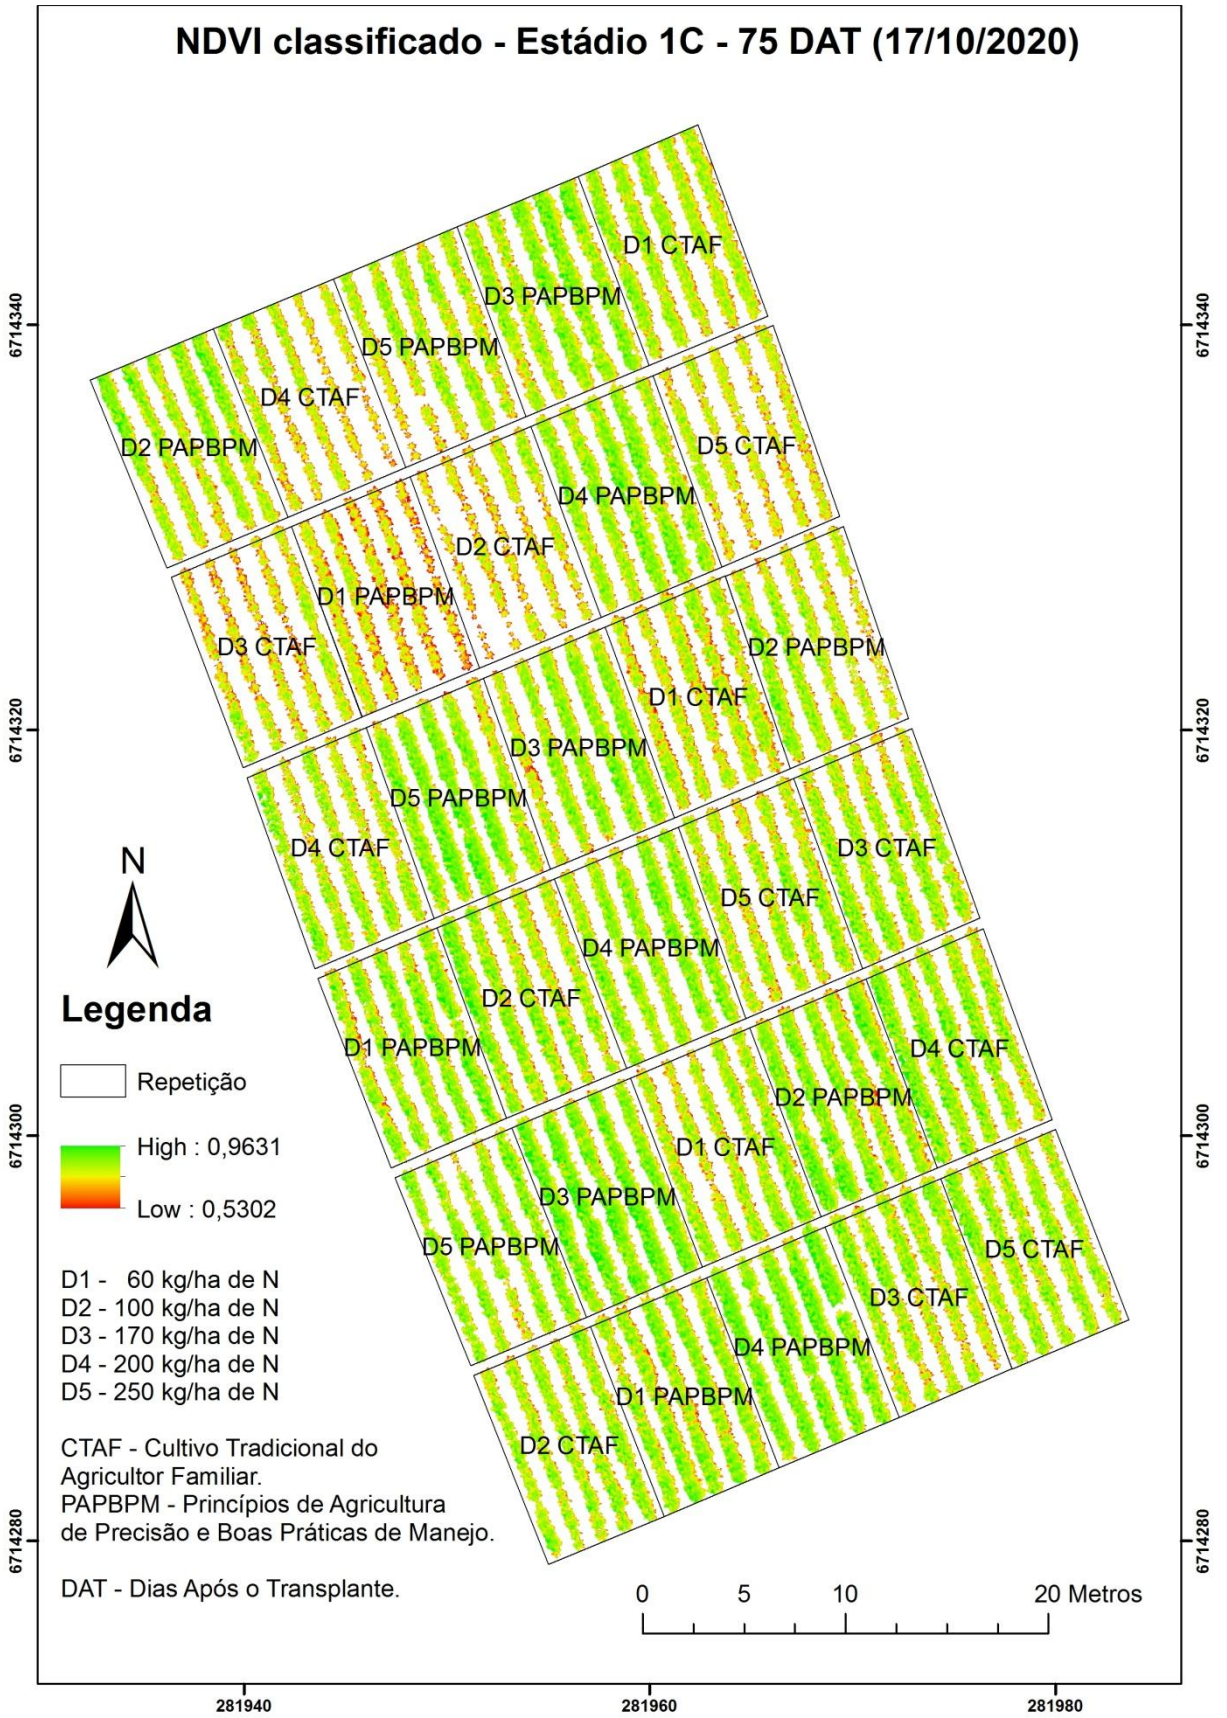 NDVI classificado - Estádio 1C - 75 DAT (17/10/2020)
D1 CTAF
D3 PAPBPM
D5 PAPBPM
D4 CTAF
D2 PAPBPM
D5 CTAF
D4 PAPBPM
D2 CTAF
D1 PAPBPM
D3 CTAF
D2 PAPBPM
D1 CTAF
D3 PAPBPM
D5 PAPBPM
D4 CTAF
D3 CTAF
D5 CTAF
D4 PAPBPM
D2 CTAF
D1 PAPBPM
D4 CTAF
D2 PAPBPM
D1 CTAF
D3 PAPBPM
D5 PAPBPM
D5 CTAF
D3 CTAF
D4 PAPBPM
D1 PAPBPM
D2 CTAF
6714340
6714320
6714300
6714280
6714340
6714320
6714300
6714280
N
Legenda
Repetição
High : 0,9631
Low : 0,5302
D1 - 60 kg/ha de N
D2 - 100 kg/ha de N
D3 - 170 kg/ha de N
D4 - 200 kg/ha de N
D5 - 250 kg/ha de N
CTAF - Cultivo Tradicional do
Agricultor Familiar.
PAPBPM - Princípios de Agricultura
de Precisão e Boas Práticas de Manejo.
DAT - Dias Após o Transplante.
0 5 10 20 Metros
281940 281960 281980